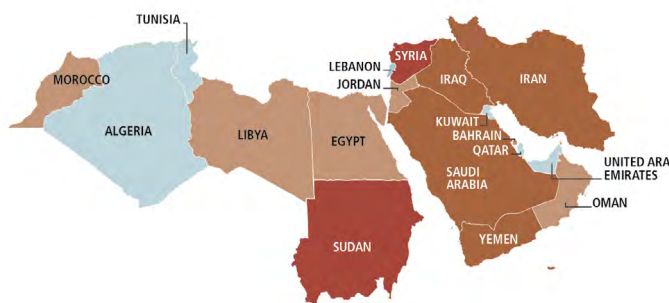 TUNISIA
MOROCCO
ALGERIA
LIBYA
EGYPT
SUDAN
LEBANON
JORDAN
SYRIA
IRAQ
IRAN
KUWAIT
BAHRAIN
QATAR
SAUDI
ARABIA
UNITED ARA
EMIRATES
OMAN
YEMEN